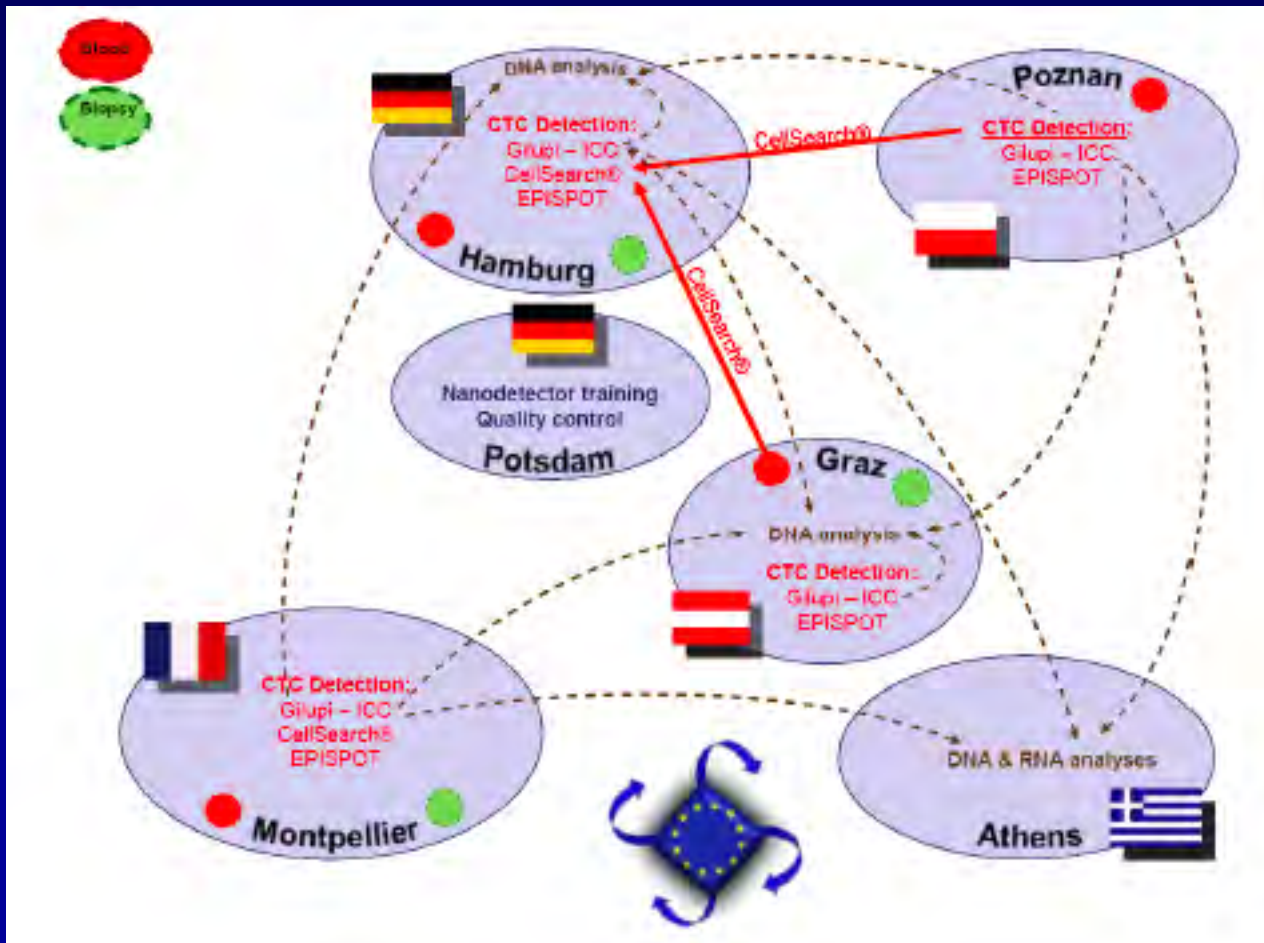 Blood
Biopsy
DNA analysis
CTC Detection:
Gilupi – ICC
CellSearch®
EPISPOT
Hamburg
CellSearch®
Poznan
CTC Detection:
Gilupi – ICC
EPISPOT
CellSearch®
Nanodetector training
Quality control
Potsdam
Graz
DNA analysis
CTC Detection:
Gilupi – ICC
EPISPOT
CTC Detection:
Gilupi – ICC
CellSearch®
EPISPOT
Montpellier
DNA & RNA analyses
Athens